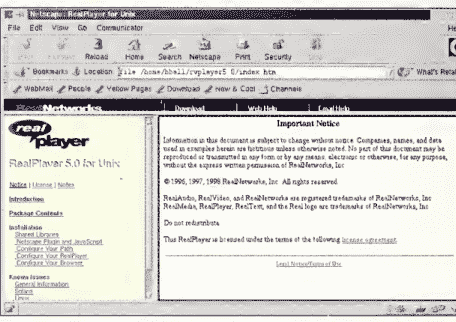 Netscape: RealPlayer for Unix
File Edit View Go Communicator
Reload Home Search Netscape Print Security
Bookmarks Location: file:/home/hball/rvplayer5.0/index.htm What's Rela
WebMail People Yellow Pages Download New & Cool Channels
RealNetworks Download Web Help Email Help
real
player
RealPlayer 5.0 for Unix
Notice | License | Notes
Introduction
Package Contents
Installation
Shared Libraries
Netscape Plugin and JavaScript
Configure Your Path
Configure Your RealPlayer
Configure Your Browser
Known Issues
General Information
Solaris
Linux
Important Notice
Information in this document is subject to change without notice. Companies, names, and data
used in examples herein are fictitious unless otherwise noted. No part of this document may be
reproduced or transmitted in any form or by any means, electronic or otherwise, for any purpose,
without the express written permission of RealNetworks, Inc.
© 1996, 1997, 1998 RealNetworks, Inc. All rights reserved.
RealAudio, RealVideo, and RealNetworks are registered trademarks of RealNetworks, Inc.
RealMedia, RealPlayer, RealText, and the Real logo are trademarks of RealNetworks, Inc.
Do not redistribute.
This RealPlayer is licensed under the terms of the following license agreement.
Legal Notice/Terms of Use